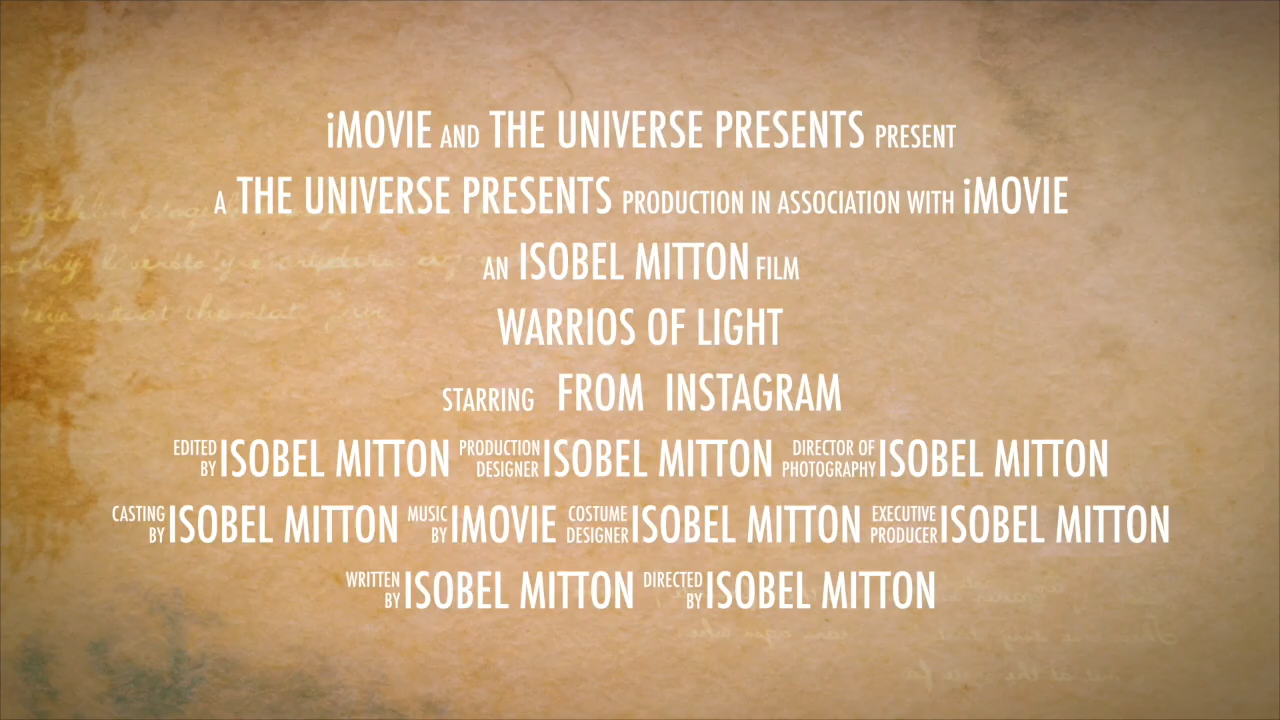 iMOVIE AND THE UNIVERSE PRESENTS PRESENT
A THE UNIVERSE PRESENTS PRODUCTION IN ASSOCIATION WITH iMOVIE
AN ISOBEL MITTON FILM
WARRIOS OF LIGHT
STARRING FROM INSTAGRAM
EDITED BY ISOBEL MITTON PRODUCTION DESIGNER ISOBEL MITTON DIRECTOR OF PHOTOGRAPHY ISOBEL MITTON
CASTING BY ISOBEL MITTON MUSIC BY IMOVIE COSTUME DESIGNER ISOBEL MITTON EXECUTIVE PRODUCER ISOBEL MITTON
WRITTEN BY ISOBEL MITTON DIRECTED BY ISOBEL MITTON